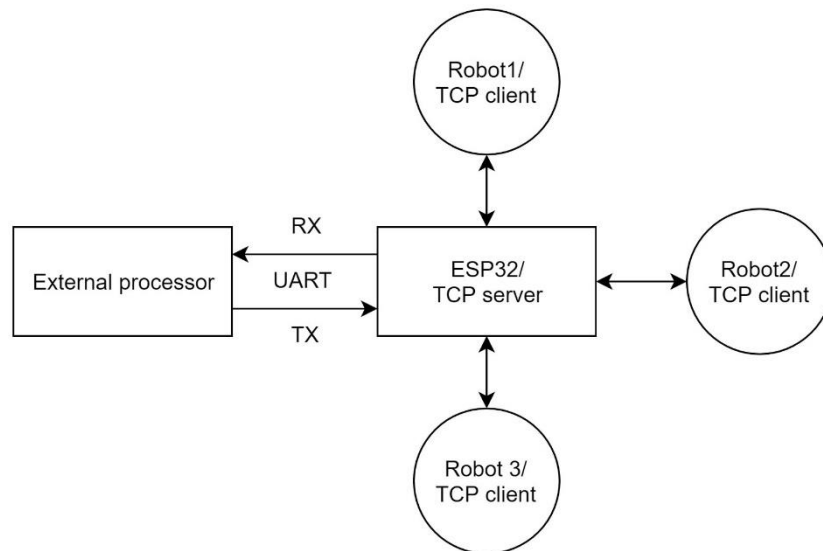 Robot1/
TCP client
RX
External processor
UART
TX
ESP32/
TCP server
Robot2/
TCP client
Robot 3/
TCP client